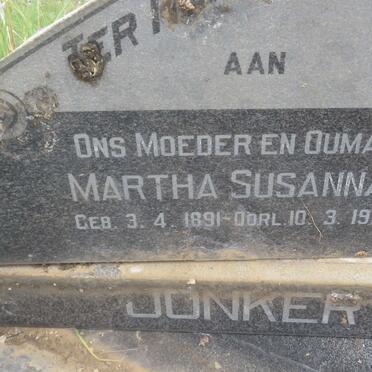 TER
AAN
ONS MOEDER EN OUMA
MARTHA SUSANNA
GEB. 3. 4. 1891-OORL. 10. 3. 19
JONKER